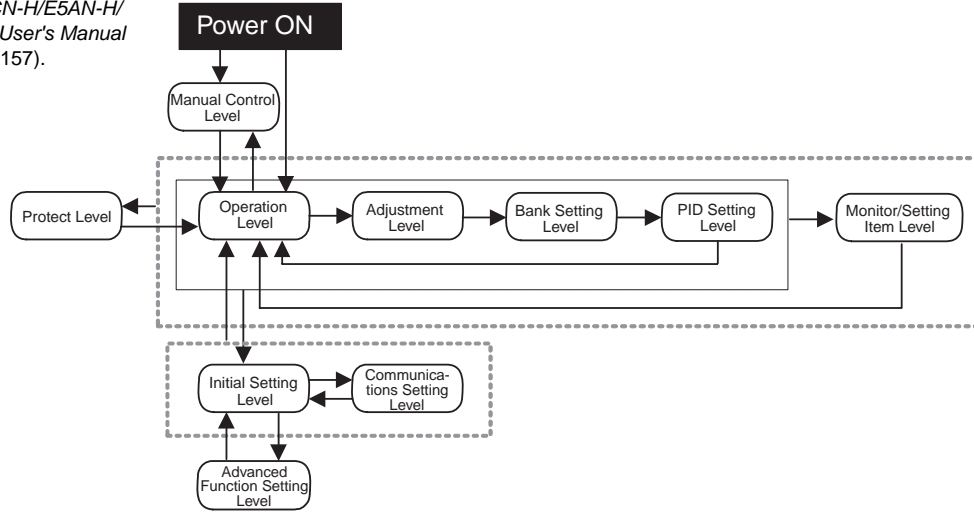 CN-H/E5AN-H/
User's Manual
157).
Power ON
Manual Control
Level
Protect Level
Operation
Level
Adjustment
Level
Bank Setting
Level
PID Setting
Level
Monitor/Setting
Item Level
Initial Setting
Level
Communica-
tions Setting
Level
Advanced
Function Setting
Level